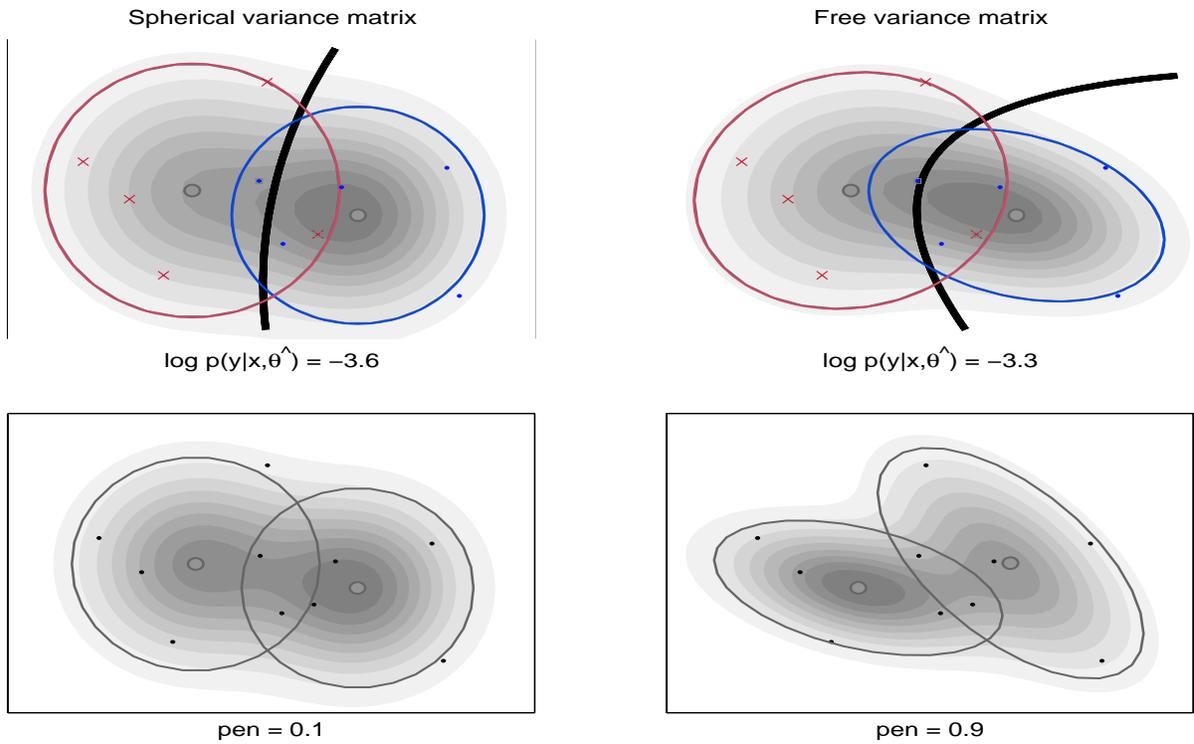 Spherical variance matrix
Free variance matrix
log p(y|x,θ^) = −3.6
log p(y|x,θ^) = −3.3
pen = 0.1
pen = 0.9